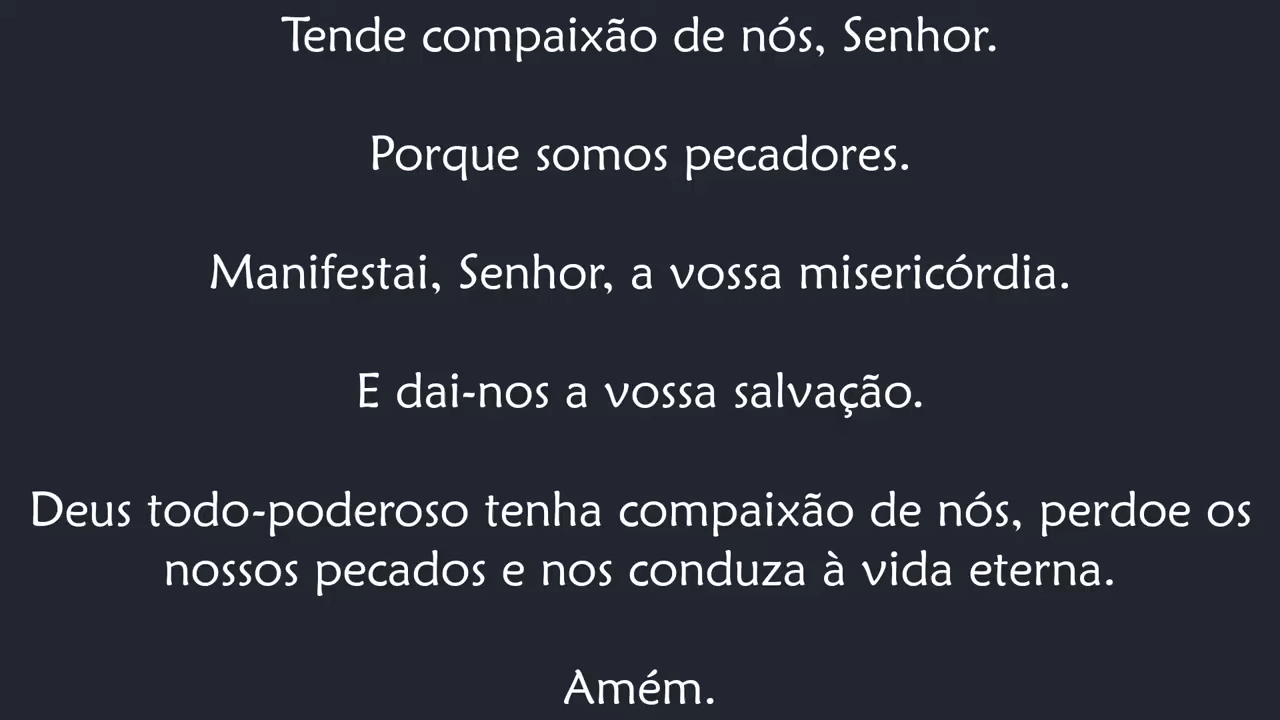 Tende compaixão de nós, Senhor.
Porque somos pecadores.
Manifestai, Senhor, a vossa misericórdia.
E dai-nos a vossa salvação.
Deus todo-poderoso tenha compaixão de nós, perdoe os
nossos pecados e nos conduza à vida eterna.
Amém.